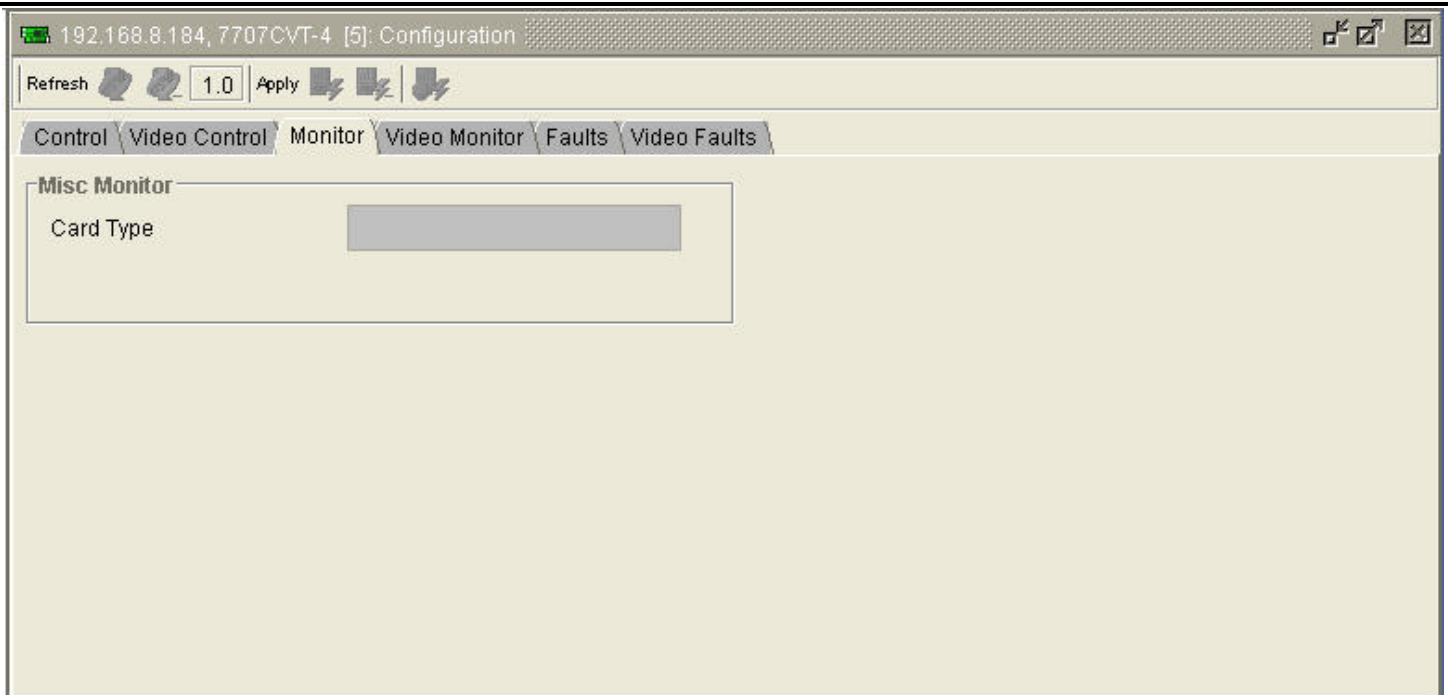 192.168.8.184, 7707CVT-4 [5]: Configuration
Refresh 1.0 Apply
Control Video Control Monitor Video Monitor Faults Video Faults
Misc Monitor
Card Type